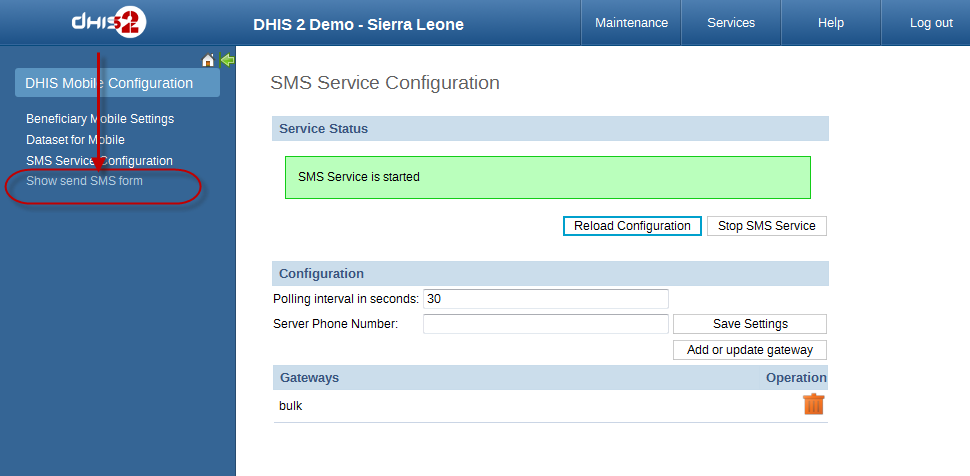 dhis 2
DHIS 2 Demo - Sierra Leone
Maintenance
Services
Help
Log out
DHIS Mobile Configuration
Beneficiary Mobile Settings
Dataset for Mobile
SMS Service Configuration
Show send SMS form
SMS Service Configuration
Service Status
SMS Service is started
Reload Configuration
Stop SMS Service
Configuration
Polling interval in seconds: 30
Server Phone Number:
Save Settings
Add or update gateway
Gateways Operation
bulk